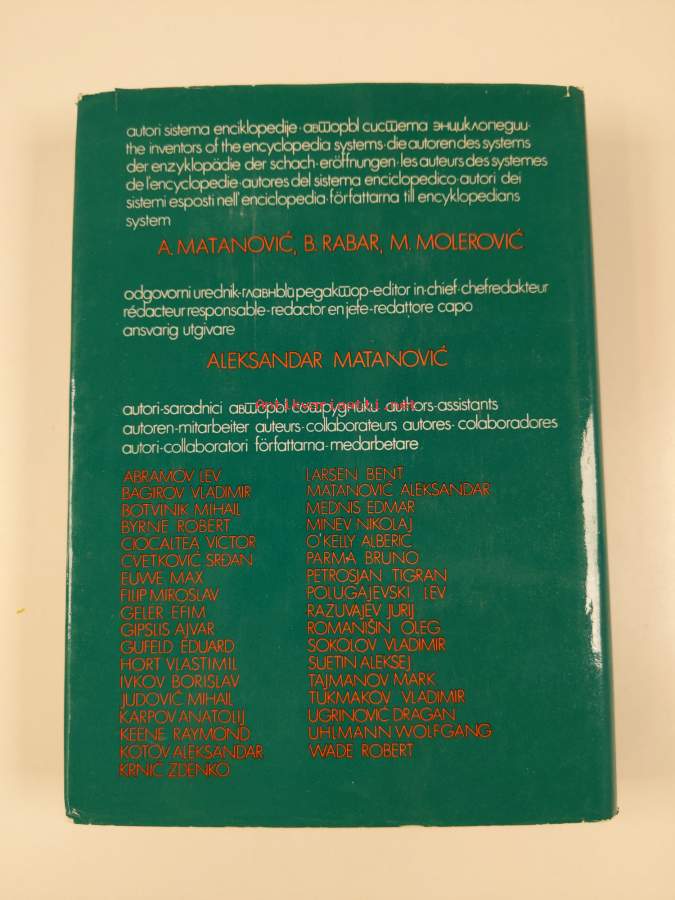 autori sistema enciklopedije·авторы система энциклопедии·
the inventors of the encyclopedia systems·die autoren des systems
der enzyklopädie der schach-eröffnungen·les auteurs des systemes
de l'encyclopedie·autores del sistema enciclopedico·autori dei
sistemi esposti nell'enciclopedia·författarna till encyklopedians
system
A. MATANOVIĆ, B. RABAR, M. MOLEROVIĆ
odgovorni urednik·главный редактор·editor in·chief·chefredakteur
rédacteur responsable·redactor en jefe·redattore capo
ansvarig utgivare
ALEKSANDAR MATANOVIĆ
autori-saradnici авторы сотрудники authors-assistants
autoren-mitarbeiter auteurs-collaborateurs autores-colaboradores
autori-collaboratori författarna-medarbetare
ABRAMOV LEV
BAGIROV VLADIMIR
BOTVINIK MIHAIL
BYRNE ROBERT
CIOCALTEA VICTOR
CVETKOVIĆ SRĐAN
EUWE MAX
FILIP MIROSLAV
GELER EFIM
GIPSLIS AJVAR
GUFELD EDUARD
HORT VLASTIMIL
IVKOV BORISLAV
JUDOVIČ MIHAIL
KARPOV ANATOLIJ
KEENE RAYMOND
KOTOV ALEKSANDAR
KRNIĆ ZDENKO
LARSEN BENT
MATANOVIĆ ALEKSANDAR
MEDNIS EDMAR
MINEV NIKOLAJ
O'KELLY ALBERIC
PARMA BRUNO
PETROSJAN TIGRAN
POLUGAJEVSKI LEV
RAZUVAJEV JURIJ
ROMANIŠIN OLEG
SOKOLOV VLADIMIR
SUETIN ALEKSEJ
TAJMANOV MARK
TUKMAKOV VLADIMIR
UGRINOVIĆ DRAGAN
UHLMANN WOLFGANG
WADE ROBERT